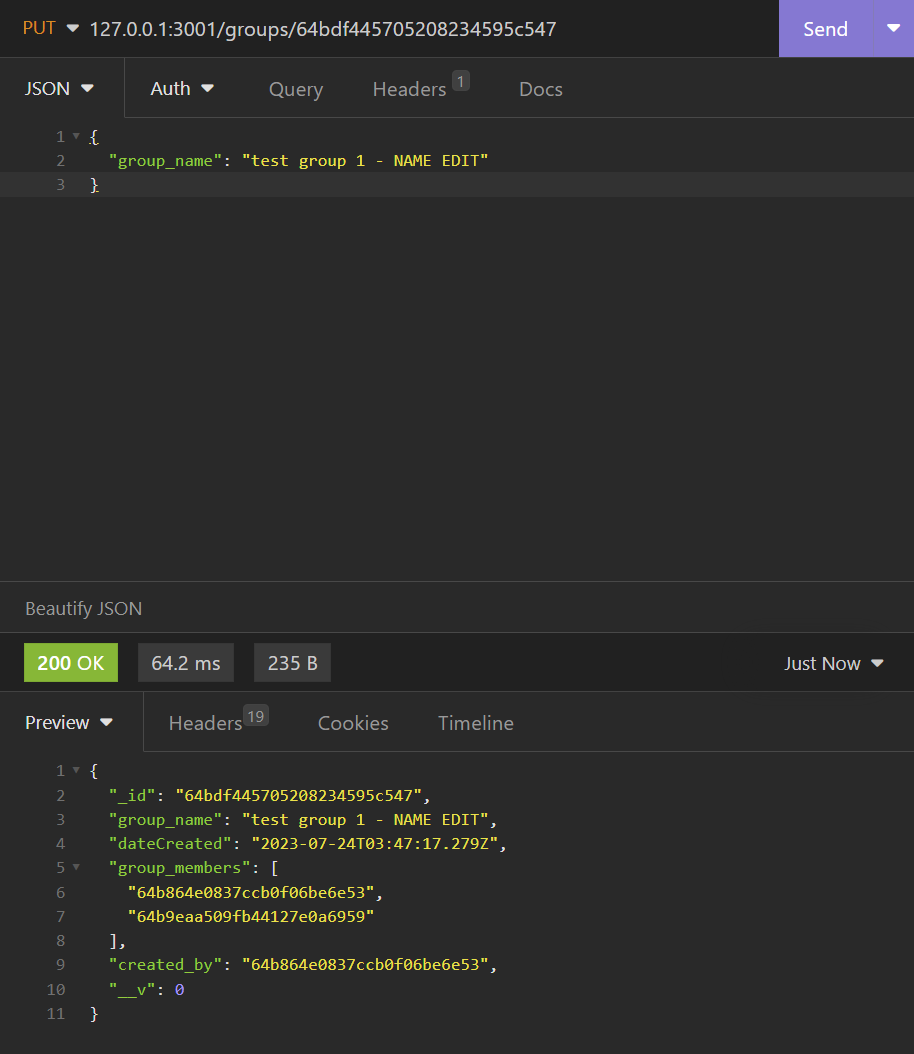 PUT 127.0.0.1:3001/groups/64bdf445705208234595c547 Send
JSON Auth Query Headers 1 Docs
1 {
2 "group_name": "test group 1 - NAME EDIT"
3 }
Beautify JSON
200 OK 64.2 ms 235 B Just Now
Preview Headers 19 Cookies Timeline
1 {
2 "_id": "64bdf445705208234595c547",
3 "group_name": "test group 1 - NAME EDIT",
4 "dateCreated": "2023-07-24T03:47:17.279Z",
5 "group_members": [
6 "64b864e0837ccb0f06be6e53",
7 "64b9eaa509fb44127e0a6959"
8 ],
9 "created_by": "64b864e0837ccb0f06be6e53",
10 "__v": 0
11 }